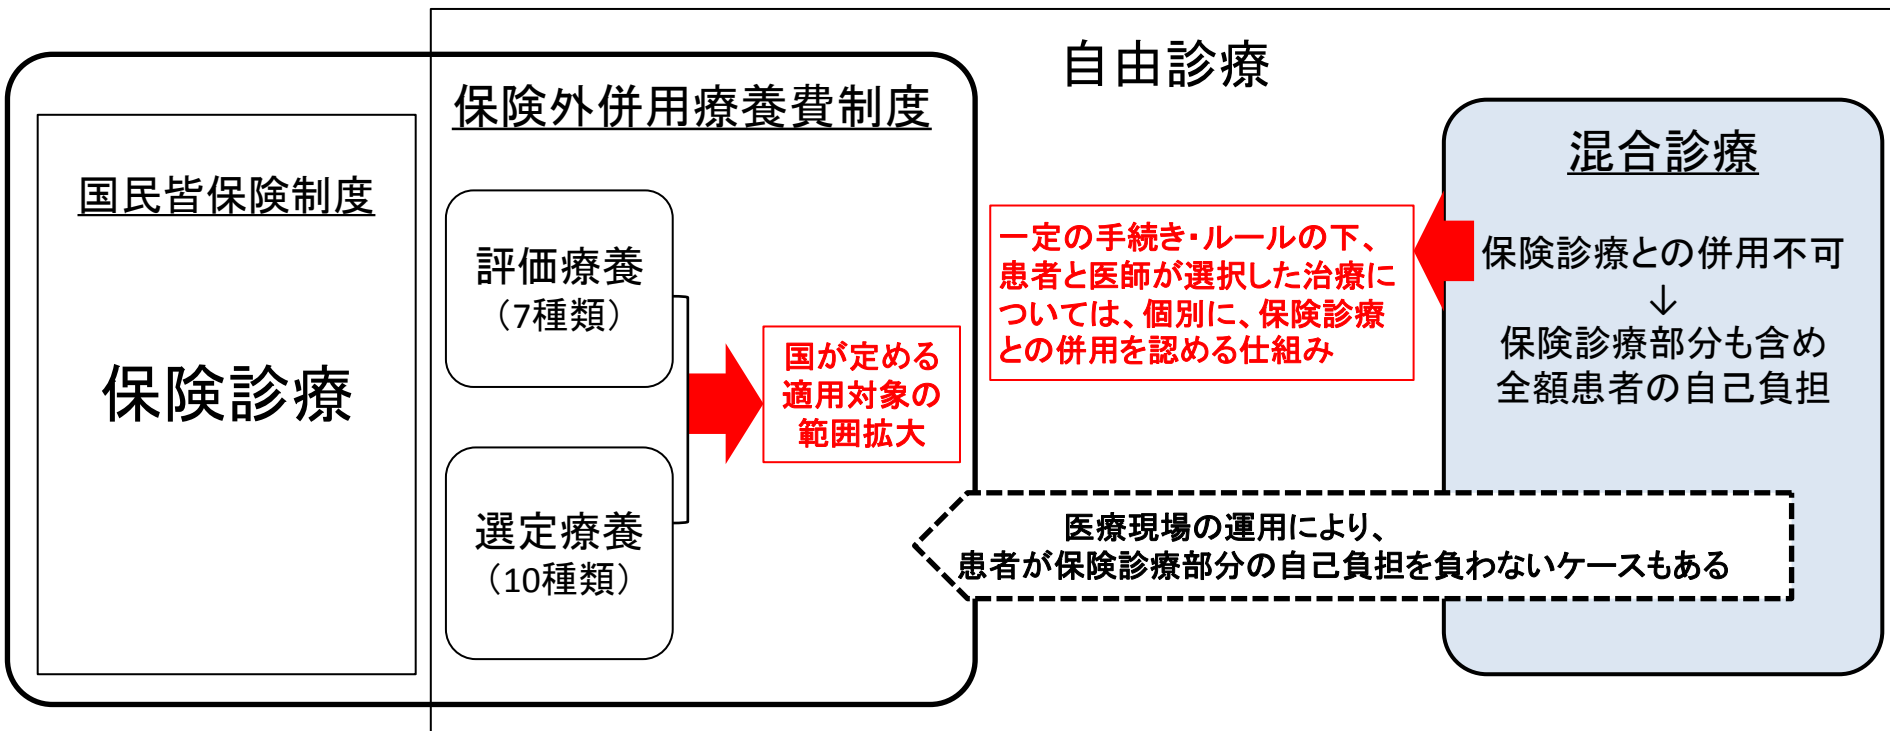 自由診療
保険外併用療養費制度
国民皆保険制度
保険診療
評価療養
（7種類）
選定療養
（10種類）
国が定める
適用対象の
範囲拡大
一定の手続き・ルールの下、
患者と医師が選択した治療に
ついては、個別に、保険診療
との併用を認める仕組み
混合診療
保険診療との併用不可
↓
保険診療部分も含め
全額患者の自己負担
医療現場の運用により、
患者が保険診療部分の自己負担を負わないケースもある